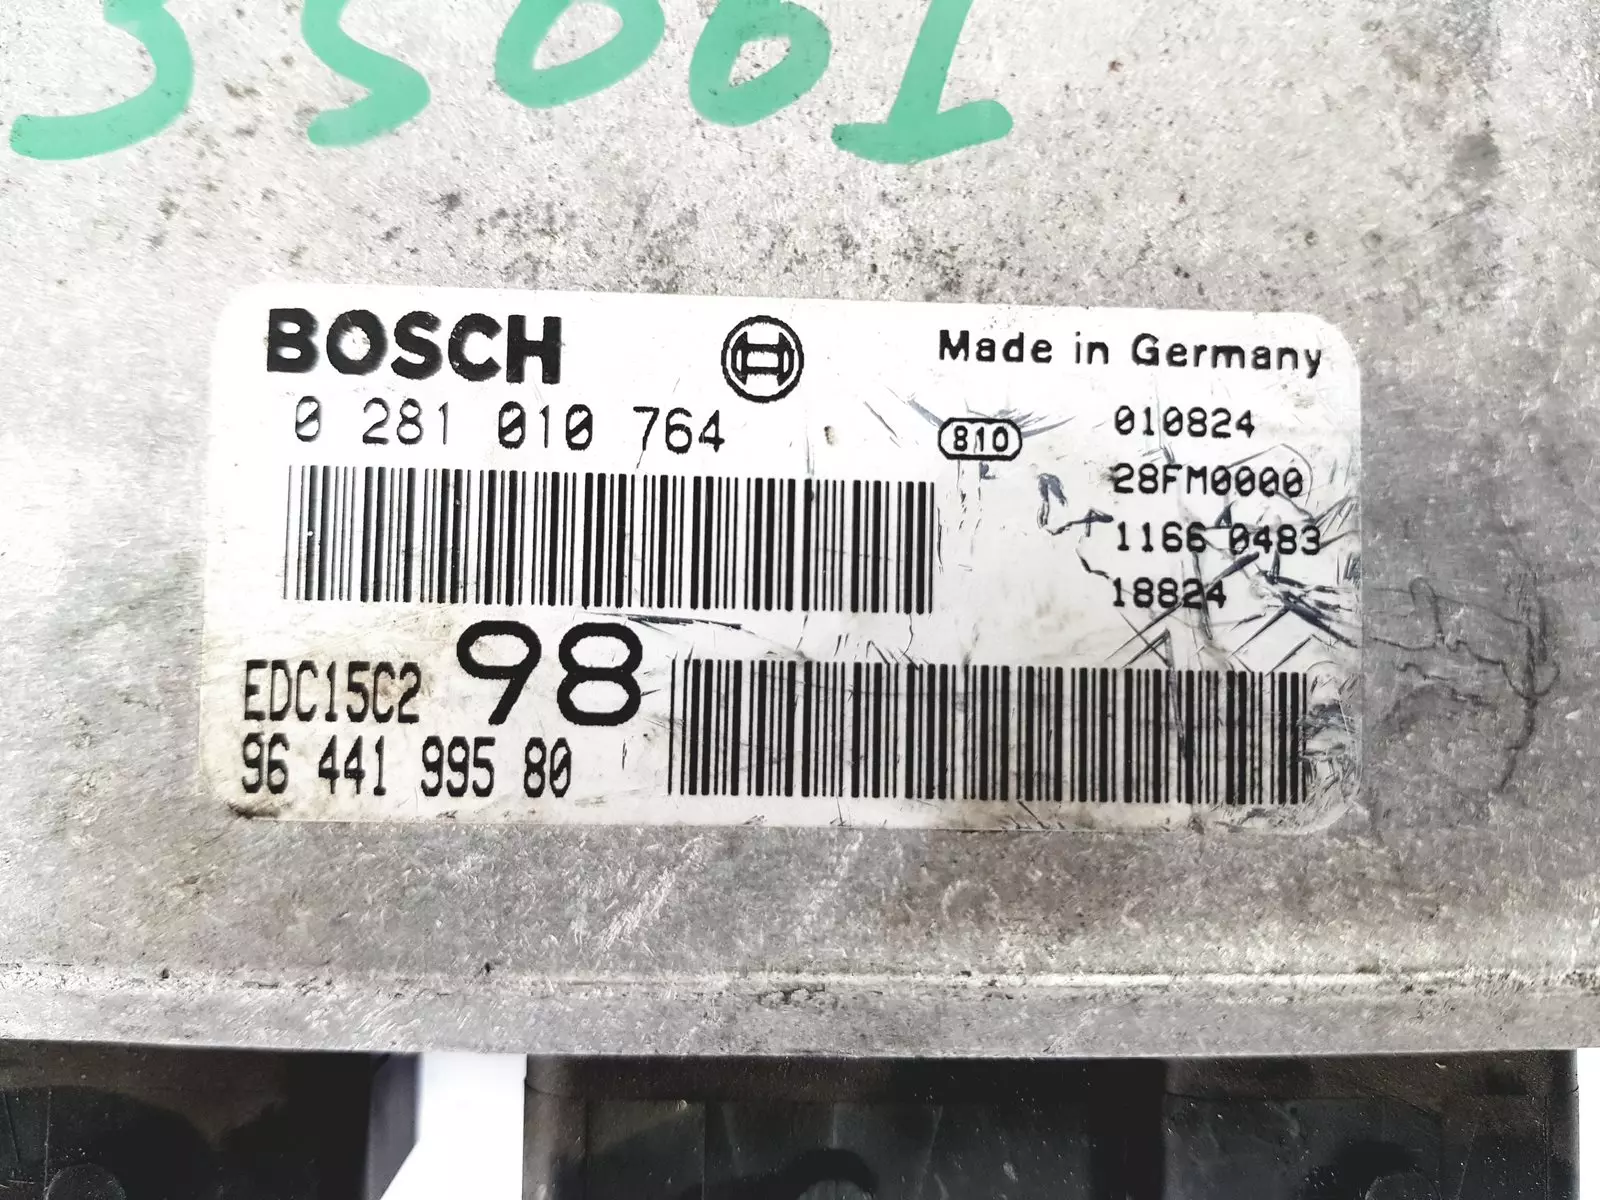 BOSCH
Made in Germany
0 281 010 764
810
010824
28FM0000
1166 0483
18824
EDC15C2
98
96 441 995 80